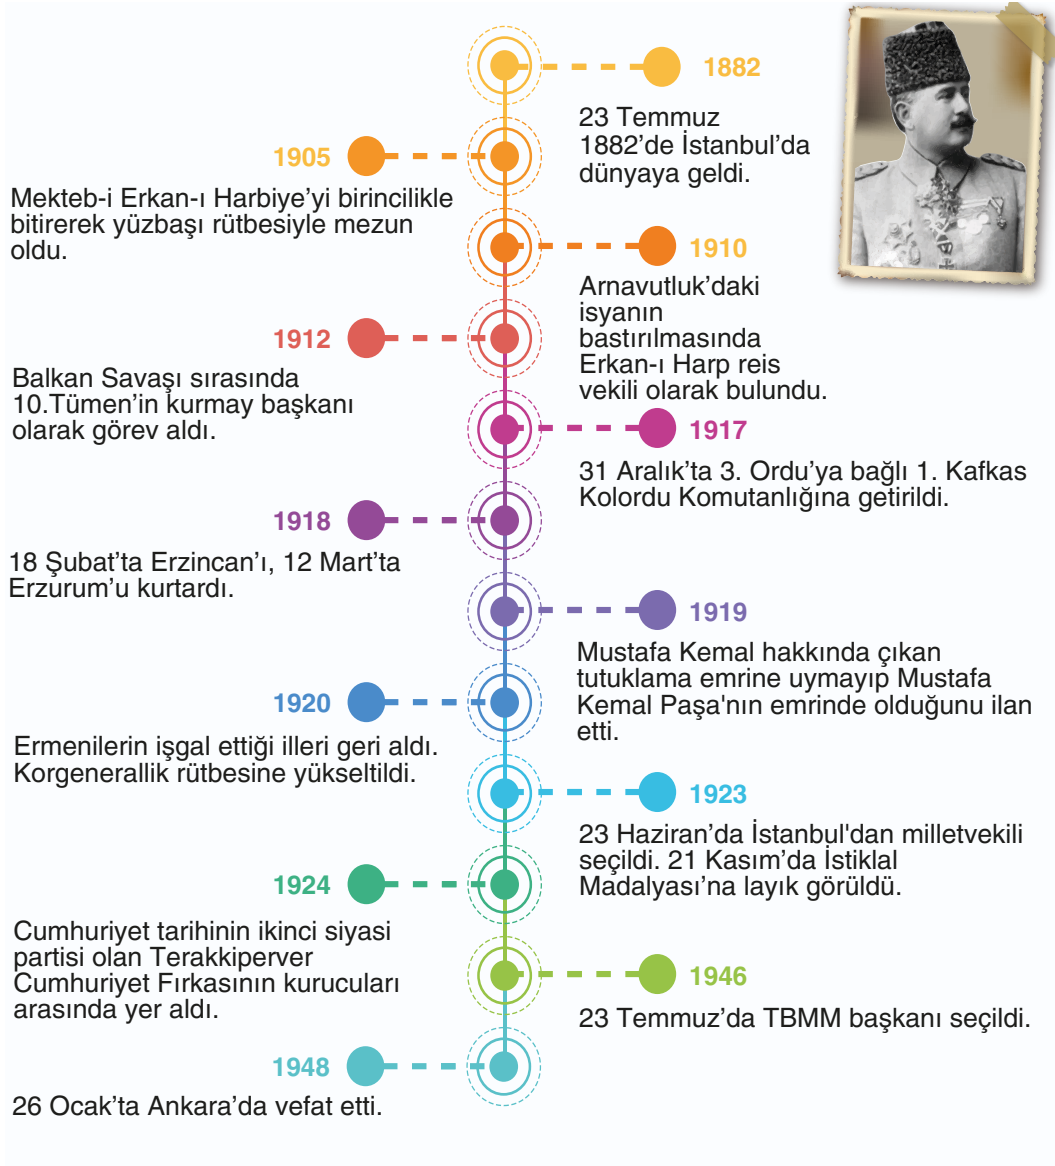 1882
23 Temmuz
1882’de İstanbul’da
dünyaya geldi.
1905
Mekteb-i Erkan-ı Harbiye’yi birincilikle
bitirerek yüzbaşı rütbesiyle mezun
oldu.
1910
Arnavutluk’daki
isyanın
bastırılmasında
Erkan-ı Harp reis
vekili olarak bulundu.
1912
Balkan Savaşı sırasında
10.Tümen’in kurmay başkanı
olarak görev aldı.
1917
31 Aralık’ta 3. Ordu’ya bağlı 1. Kafkas
Kolordu Komutanlığına getirildi.
1918
18 Şubat’ta Erzincan’ı, 12 Mart’ta
Erzurum’u kurtardı.
1919
Mustafa Kemal hakkında çıkan
tutuklama emrine uymayıp Mustafa
Kemal Paşa'nın emrinde olduğunu ilan
etti.
1920
Ermenilerin işgal ettiği illeri geri aldı.
Korgenerallik rütbesine yükseltildi.
1923
23 Haziran’da İstanbul'dan milletvekili
seçildi. 21 Kasım’da İstiklal
Madalyası’na layık görüldü.
1924
Cumhuriyet tarihinin ikinci siyasi
partisi olan Terakkiperver
Cumhuriyet Fırkasının kurucuları
arasında yer aldı.
1946
23 Temmuz’da TBMM başkanı seçildi.
1948
26 Ocak’ta Ankara’da vefat etti.